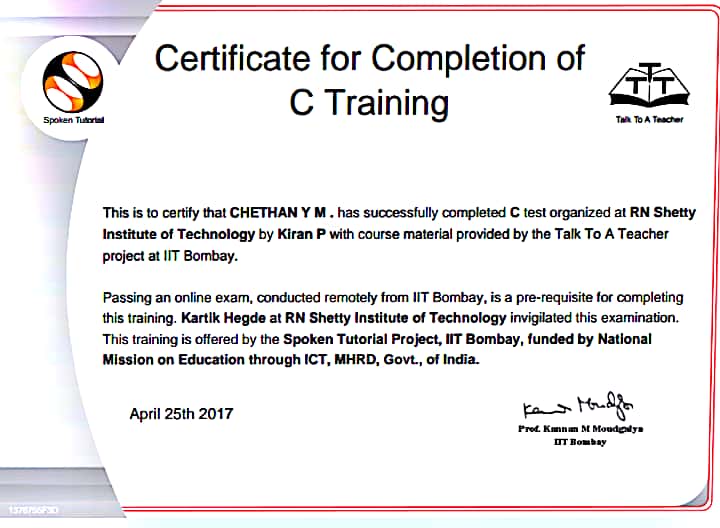 Certificate for Completion of
C Training
Spoken Tutorial
TTT
Talk To A Teacher
This is to certify that CHETHAN Y M . has successfully completed C test organized at RN Shetty
Institute of Technology by Kiran P with course material provided by the Talk To A Teacher
project at IIT Bombay.
Passing an online exam, conducted remotely from IIT Bombay, is a pre-requisite for completing
this training. Kartik Hegde at RN Shetty Institute of Technology invigilated this examination.
This training is offered by the Spoken Tutorial Project, IIT Bombay, funded by National
Mission on Education through ICT, MHRD, Govt., of India.
April 25th 2017
Prof. Kannan M Moudgalya
IIT Bombay